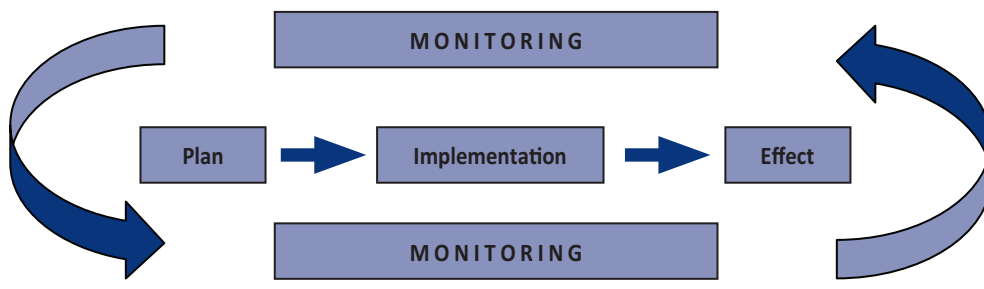 MONITORING
Plan
Implementation
Effect
MONITORING